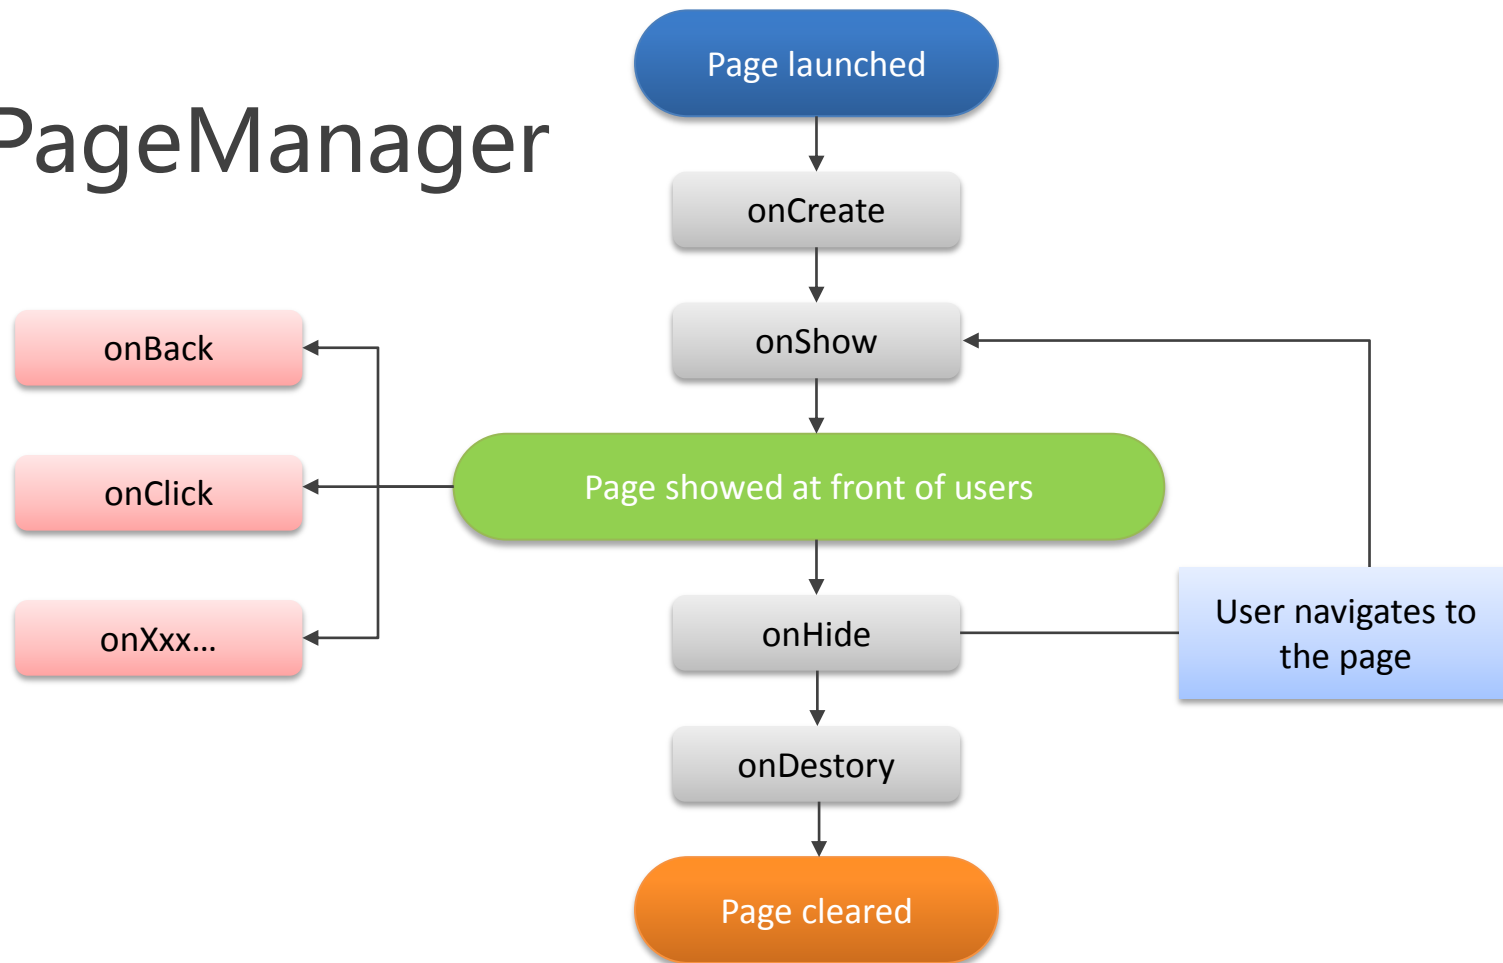 PageManager
Page launched
onCreate
onShow
onBack
onClick
onXxx...
Page showed at front of users
onHide
User navigates to
the page
onDestory
Page cleared